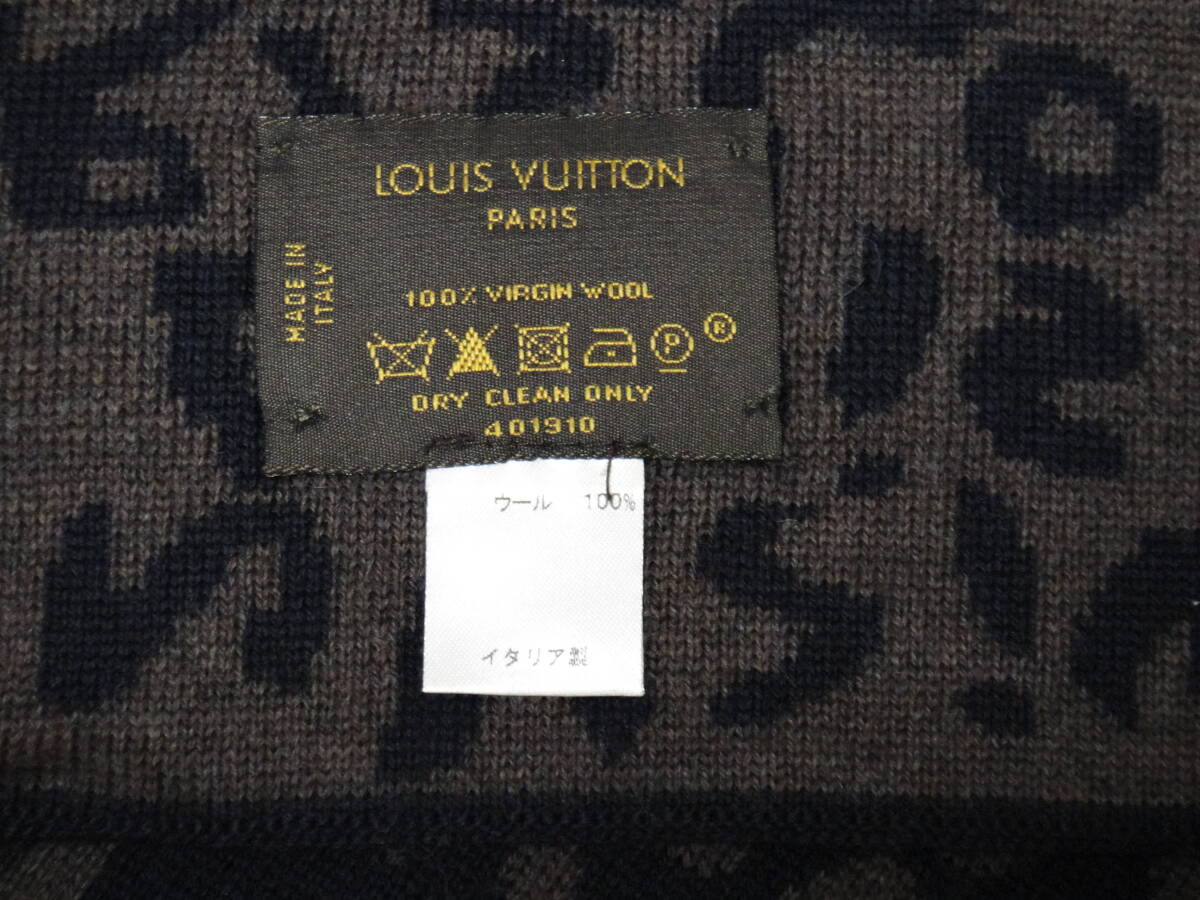 LOUIS VUITTON
PARIS
MADE IN
ITALY
100% VIRGIN WOOL
P
®
DRY CLEAN ONLY
401910
ウール 100%
イタリア製